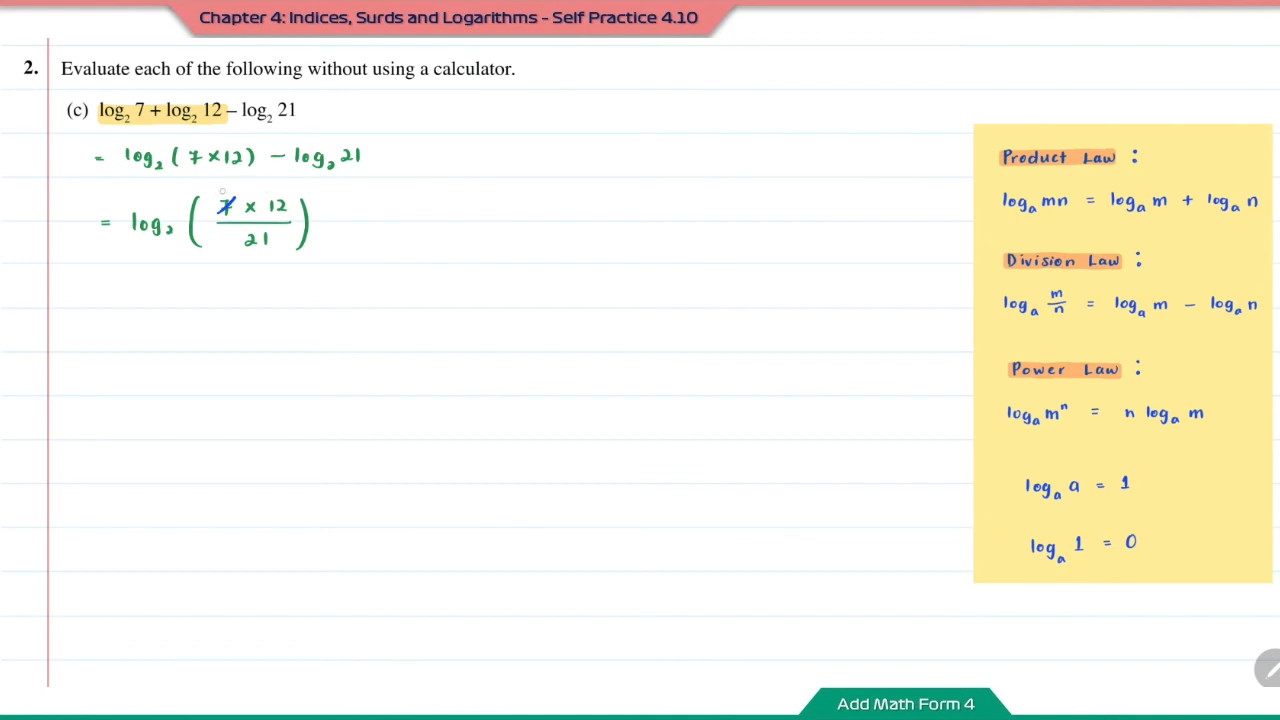 Chapter 4: Indices, Surds and Logarithms - Self Practice 4.10
2. Evaluate each of the following without using a calculator.
(c) log₂ 7 + log₂ 12 – log₂ 21
= log₂ ( 7 × 12 ) - log₂ 21
= log₂ ( 7 × 12 / 21 )
Product Law :
logₐ mn = logₐ m + logₐ n
Division Law :
logₐ m/n = logₐ m - logₐ n
Power Law :
logₐ mⁿ = n logₐ m
logₐ a = 1
logₐ 1 = 0
Add Math Form 4